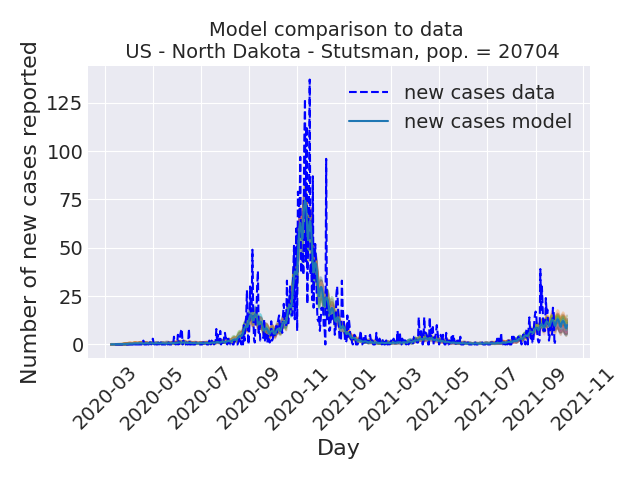 Model comparison to data
US - North Dakota - Stutsman, pop. = 20704
Number of new cases reported
125
100
75
50
25
0
new cases data
new cases model
2020-03
2020-05
2020-07
2020-09
2020-11
2021-01
2021-03
2021-05
2021-07
2021-09
2021-11
Day